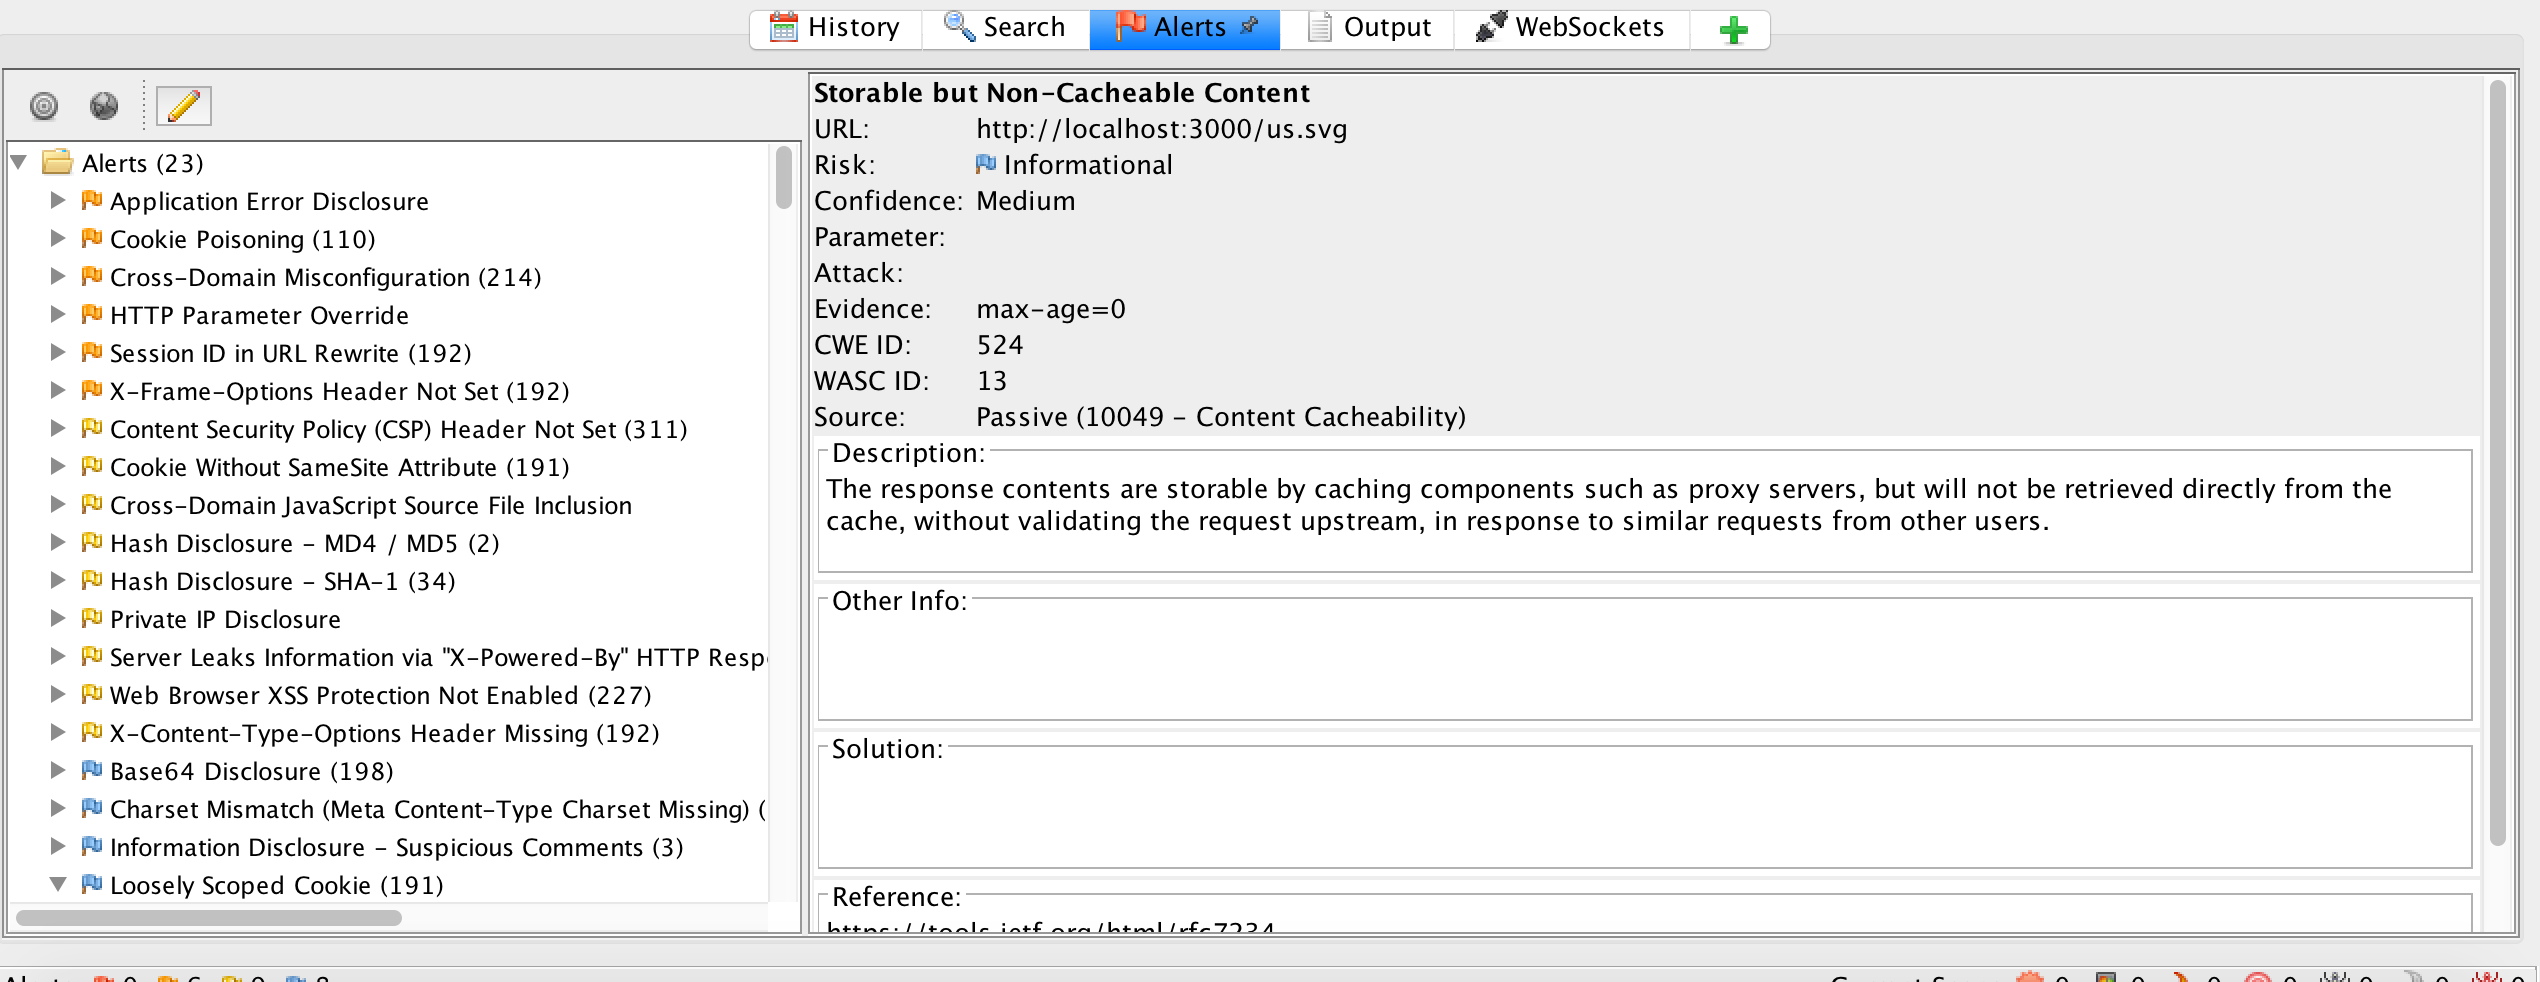 History Search Alerts Output WebSockets
Alerts (23)
Application Error Disclosure
Cookie Poisoning (110)
Cross-Domain Misconfiguration (214)
HTTP Parameter Override
Session ID in URL Rewrite (192)
X-Frame-Options Header Not Set (192)
Content Security Policy (CSP) Header Not Set (311)
Cookie Without SameSite Attribute (191)
Cross-Domain JavaScript Source File Inclusion
Hash Disclosure - MD4 / MD5 (2)
Hash Disclosure - SHA-1 (34)
Private IP Disclosure
Server Leaks Information via "X-Powered-By" HTTP Resp
Web Browser XSS Protection Not Enabled (227)
X-Content-Type-Options Header Missing (192)
Base64 Disclosure (198)
Charset Mismatch (Meta Content-Type Charset Missing) (
Information Disclosure - Suspicious Comments (3)
Loosely Scoped Cookie (191)
Storable but Non-Cacheable Content
URL: http://localhost:3000/us.svg
Risk: Informational
Confidence: Medium
Parameter:
Attack:
Evidence: max-age=0
CWE ID: 524
WASC ID: 13
Source: Passive (10049 - Content Cacheability)
Description:
The response contents are storable by caching components such as proxy servers, but will not be retrieved directly from the
cache, without validating the request upstream, in response to similar requests from other users.
Other Info:
Solution:
Reference:
https://tools.ietf.org/html/rfc7234